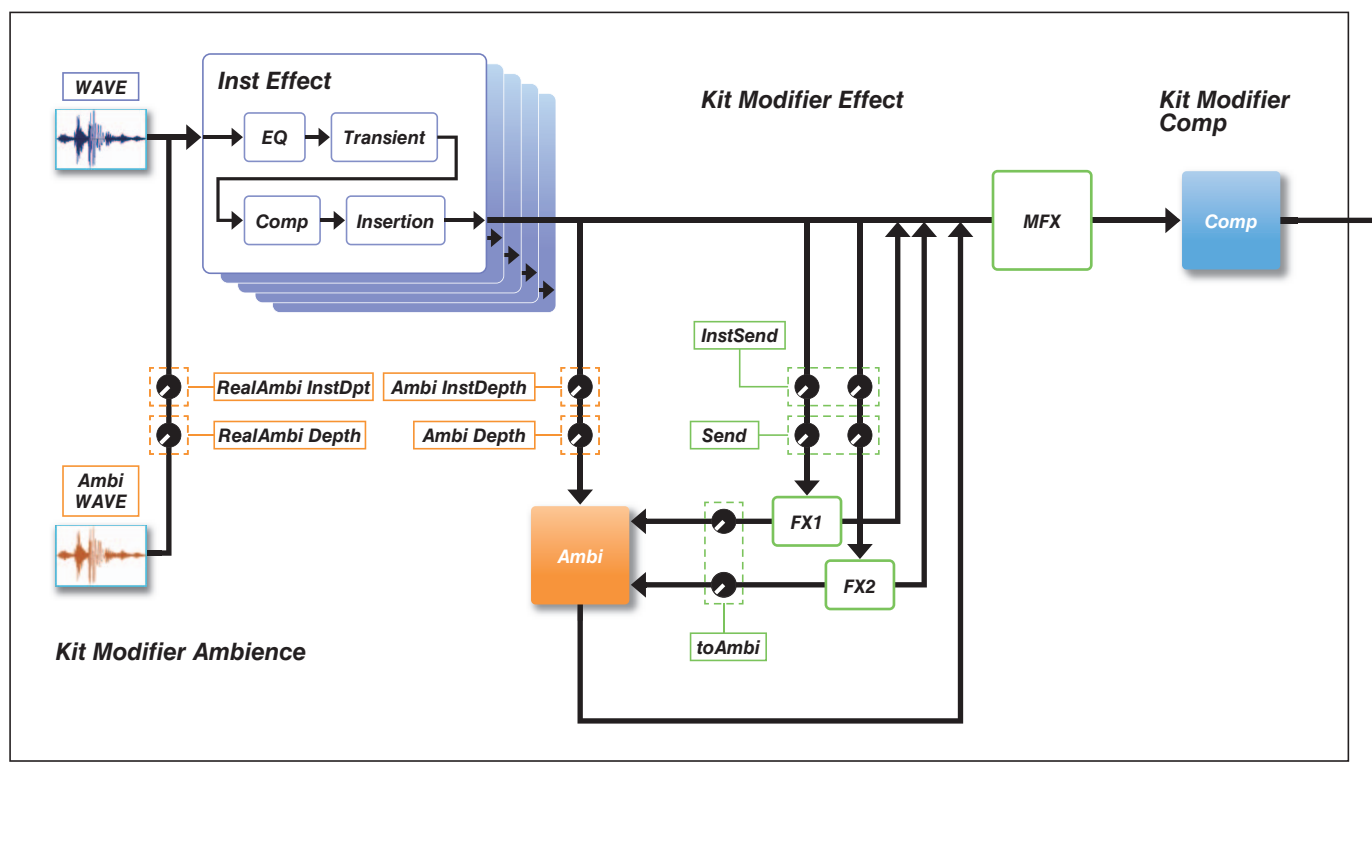 WAVE
Inst Effect
EQ
Transient
Comp
Insertion
Kit Modifier Effect
Kit Modifier
Comp
MFX
Comp
InstSend
RealAmbi InstDpt
Ambi InstDepth
RealAmbi Depth
Ambi Depth
Send
Ambi
WAVE
Ambi
FX1
FX2
toAmbi
Kit Modifier Ambience